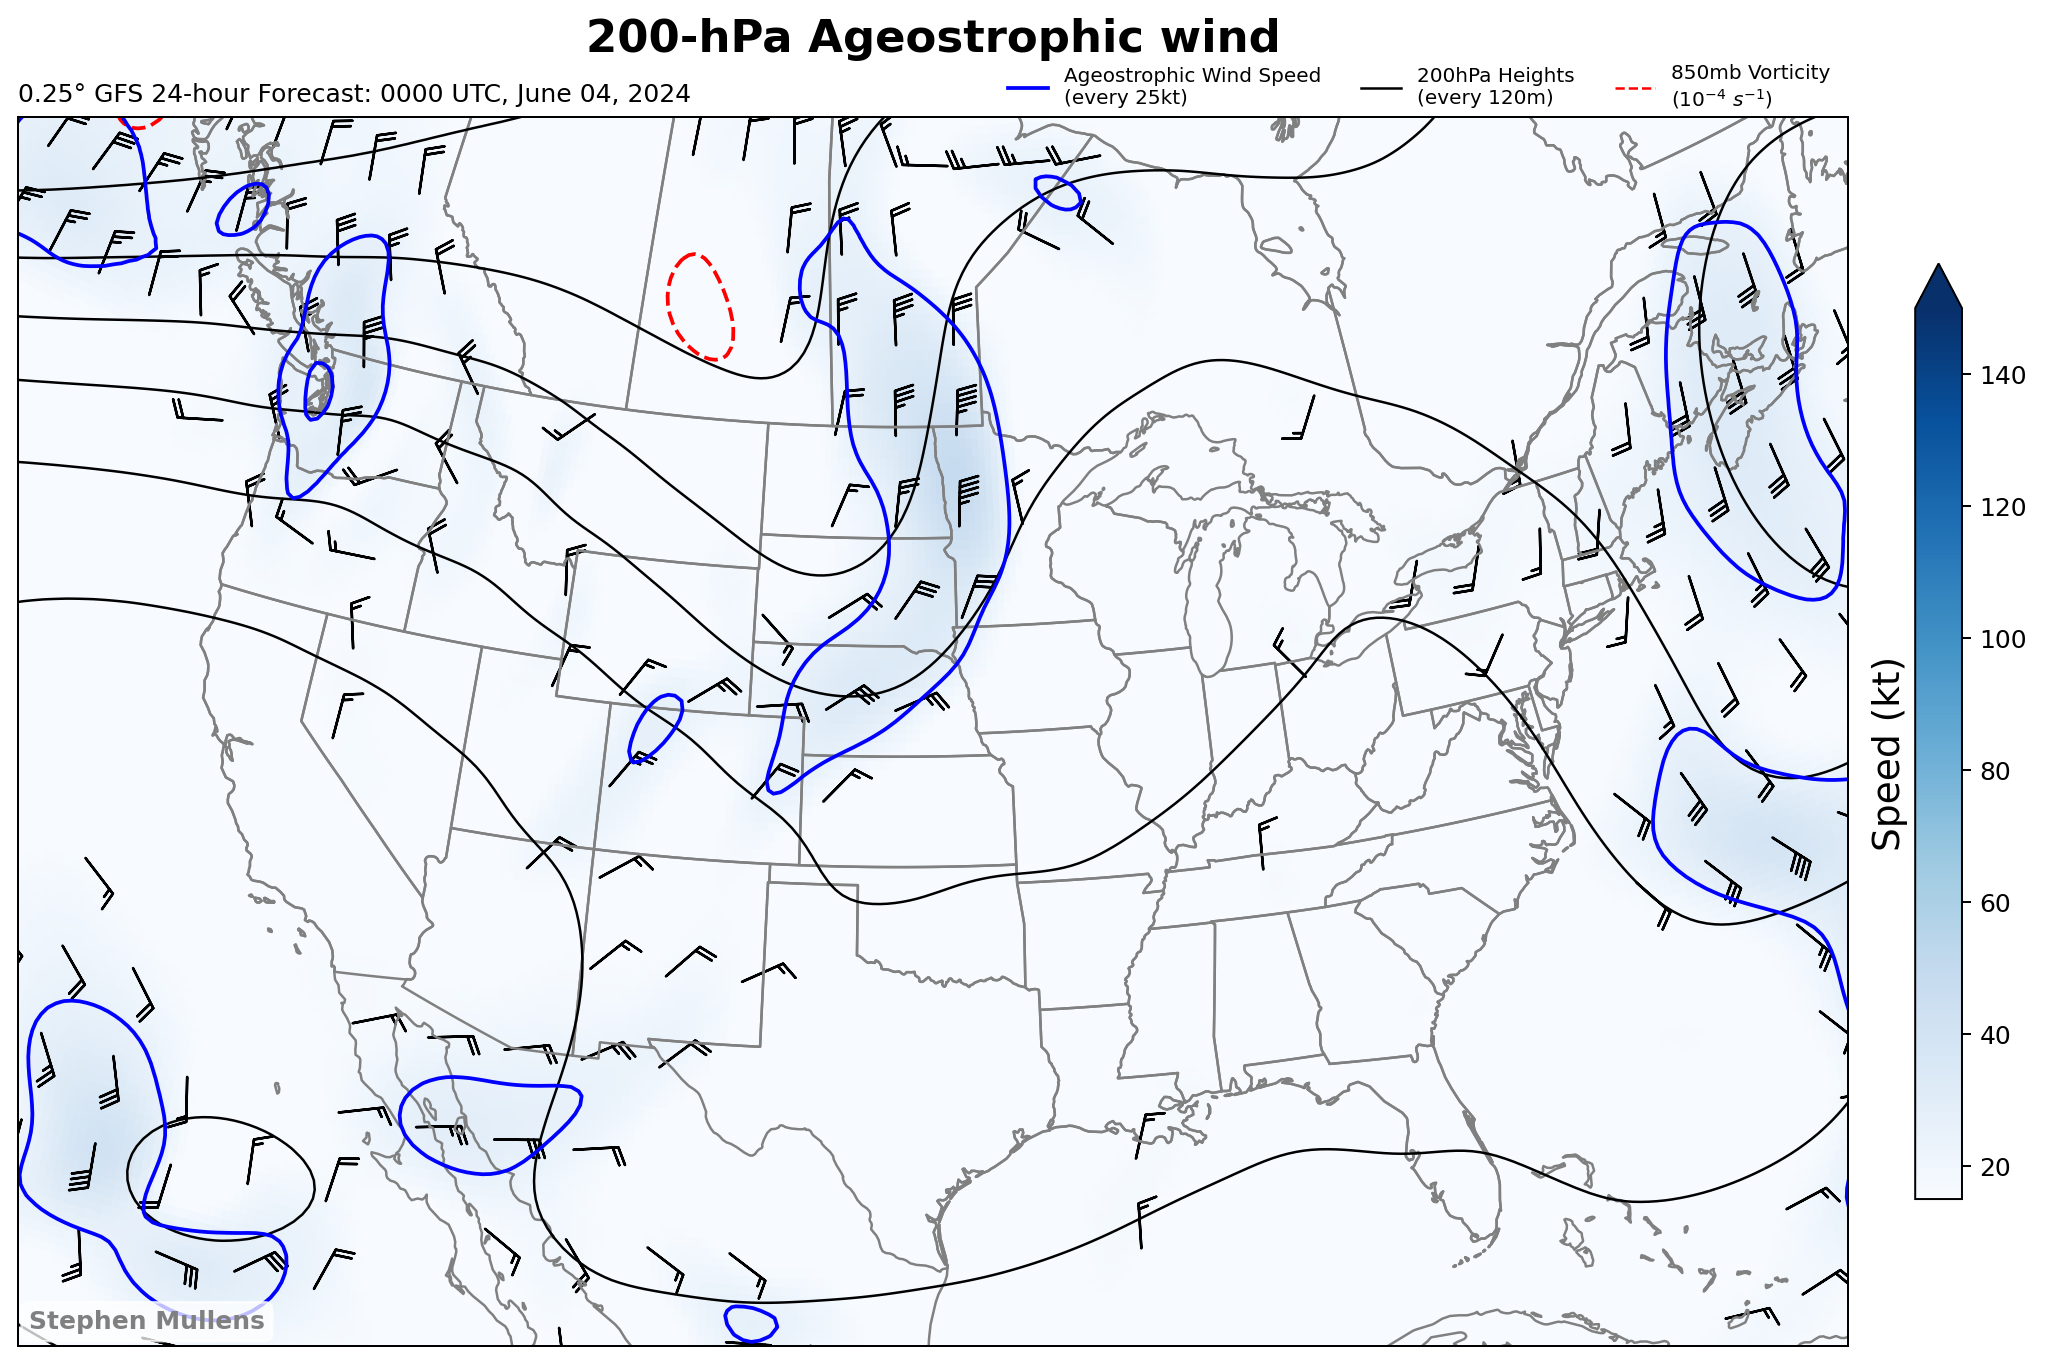 200-hPa Ageostrophic wind
0.25° GFS 24-hour Forecast: 0000 UTC, June 04, 2024
Ageostrophic Wind Speed
(every 25kt)
200hPa Heights
(every 120m)
850mb Vorticity
(10⁻⁴ s⁻¹)
140
120
100
80
60
40
20
Speed (kt)
Stephen Mullens